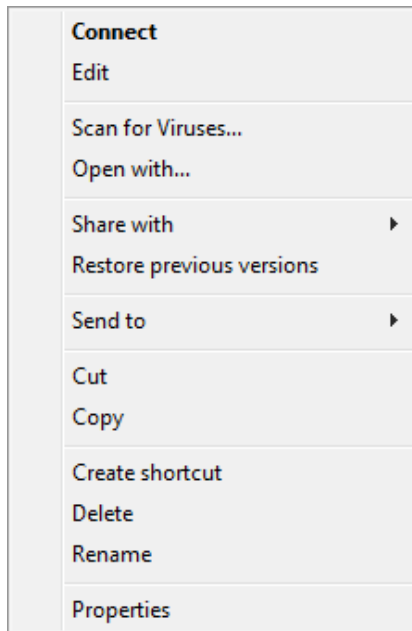 Connect
Edit
Scan for Viruses...
Open with...
Share with
Restore previous versions
Send to
Cut
Copy
Create shortcut
Delete
Rename
Properties